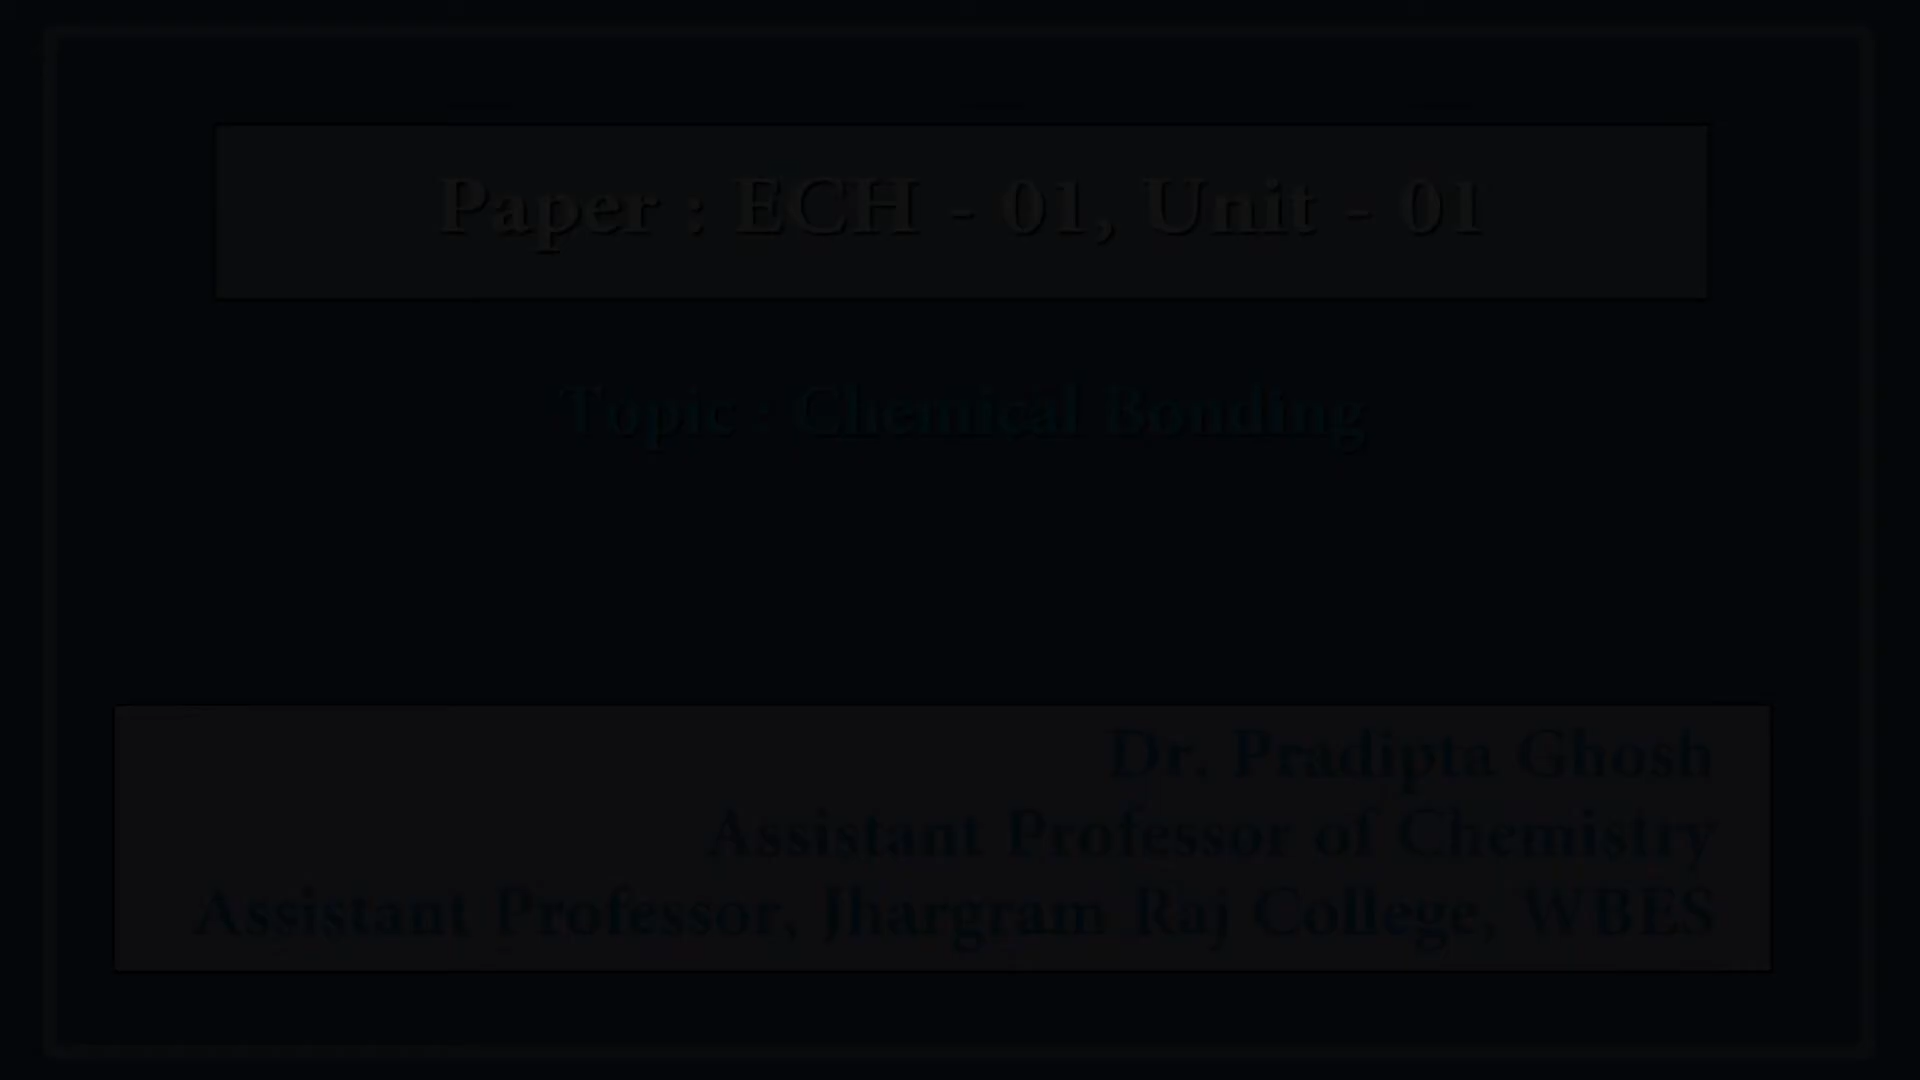 Paper : ECH - 01, Unit - 01
Topic : Chemical Bonding
Dr. Pradipta Ghosh
Assistant Professor of Chemistry
Assistant Professor, Jhargram Raj College, WBES